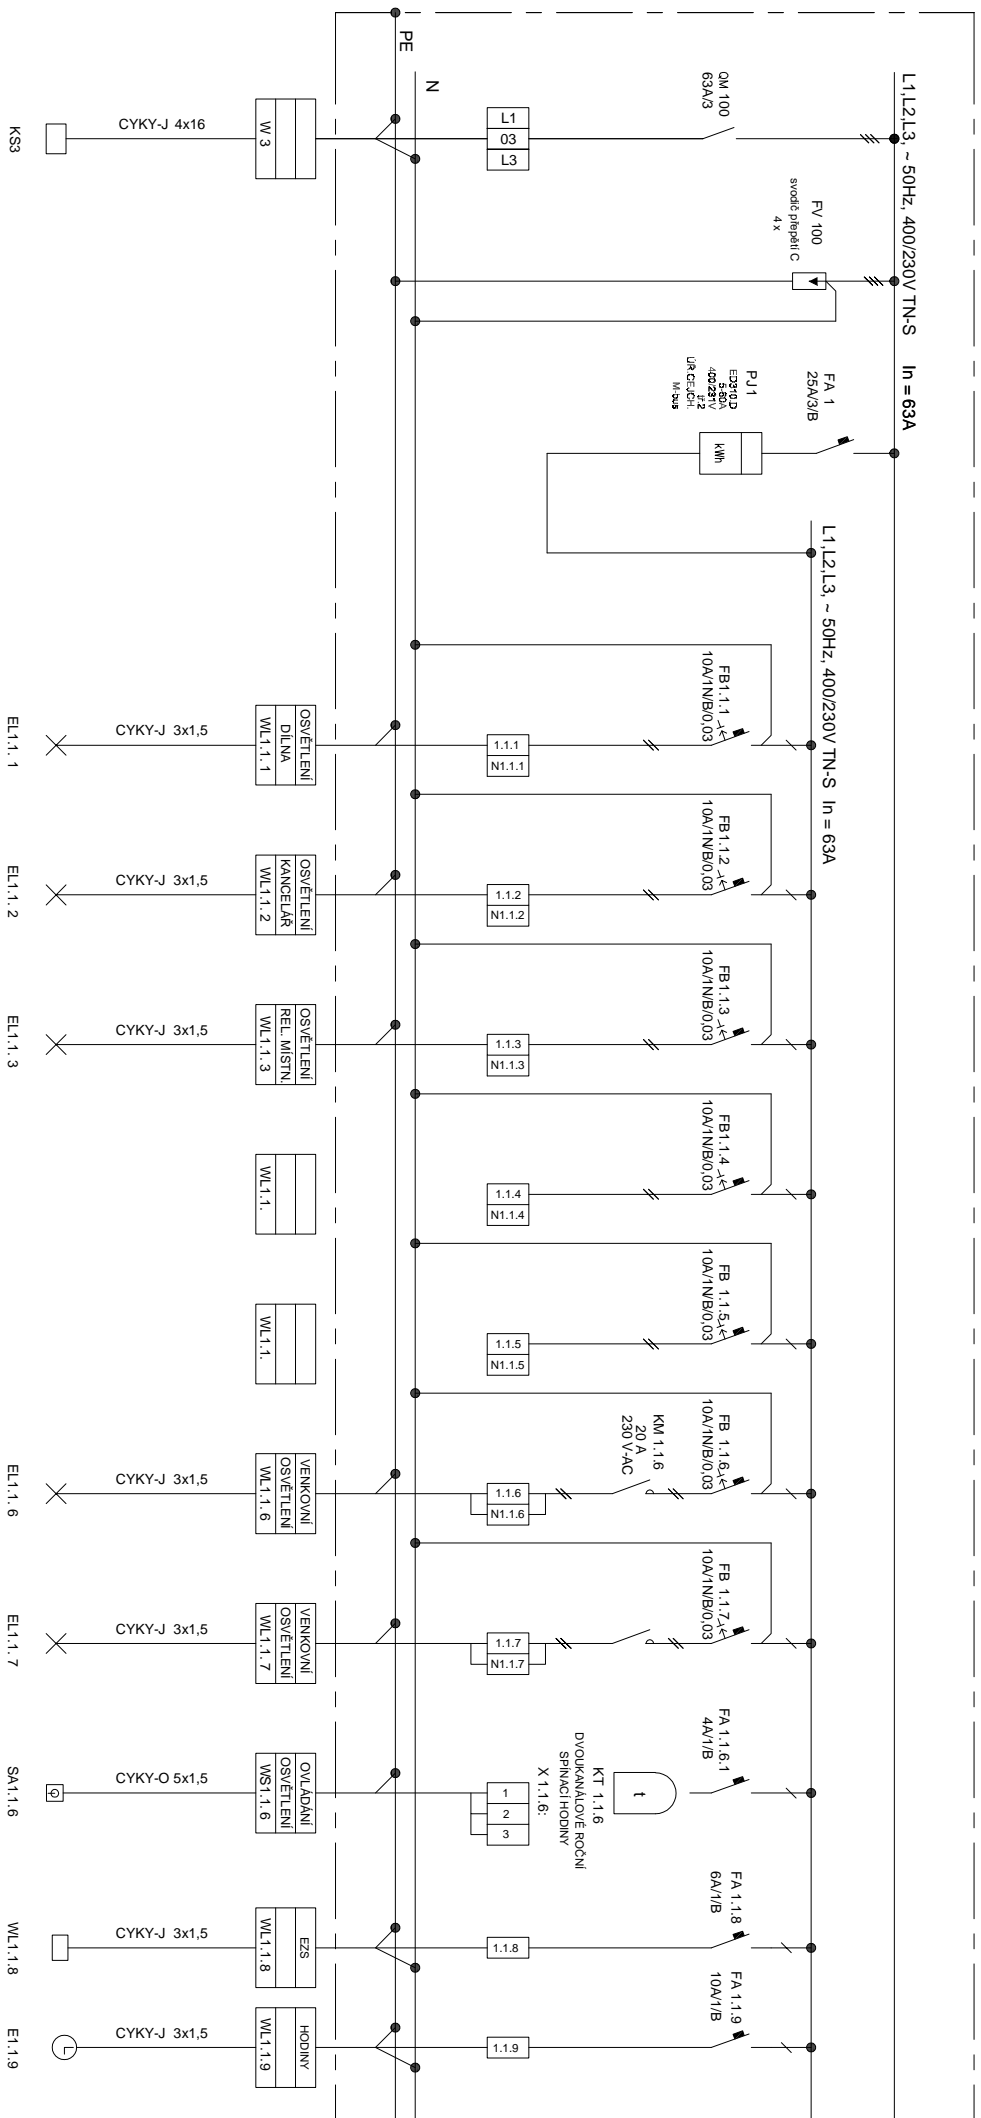 L1,L2,L3, ~ 50Hz, 400/230V TN-S In = 63A
PE
N
QM 100
63A/3
L1
03
L3
W 3
CYKY-J 4x16
KS3
FV 100
svodič přepětí C
4 x
FA 1
25A/3/B
PJ1
ED310.D
5-80A
400/231V
tř.2
ÚŘ.CEJCH.
M-bus
kWh
L1,L2,L3, ~ 50Hz, 400/230V TN-S In = 63A
FB1.1.1
10A/1N/B/0,03
1.1.1
N1.1.1
OSVĚTLENÍ
DÍLNA
WL1.1. 1
CYKY-J 3x1,5
EL1.1. 1
FB1.1.2
10A/1N/B/0,03
1.1.2
N1.1.2
OSVĚTLENÍ
KANCELÁŘ
WL1.1. 2
CYKY-J 3x1,5
EL1.1. 2
FB1.1.3
10A/1N/B/0,03
1.1.3
N1.1.3
OSVĚTLENÍ
REL. MÍSTN.
WL1.1. 3
CYKY-J 3x1,5
EL1.1. 3
FB1.1.4
10A/1N/B/0,03
1.1.4
N1.1.4
WL1.1.
FB 1.1.5
10A/1N/B/0,03
1.1.5
N1.1.5
WL1.1.
FB 1.1.6
10A/1N/B/0,03
KM 1.1.6
20 A
230 V-AC
1.1.6
N1.1.6
VENKOVNÍ
OSVĚTLENÍ
WL1.1. 6
CYKY-J 3x1,5
EL1.1. 6
FB 1.1.7
10A/1N/B/0,03
1.1.7
N1.1.7
VENKOVNÍ
OSVĚTLENÍ
WL1.1. 7
CYKY-J 3x1,5
EL1.1. 7
FA 1.1.6.1
4A/1/B
t
KT 1.1.6
DVOUKANÁLOVÉ ROČNÍ
SPÍNACÍ HODINY
X 1.1.6:
1
2
3
OVLÁDÁNÍ
OSVĚTLENÍ
WS1.1. 6
CYKY-O 5x1,5
SA1.1.6
FA 1.1.8
6A/1/B
1.1.8
EZS
WL1.1.8
CYKY-J 3x1,5
WL1.1.8
FA 1.1.9
10A/1/B
1.1.9
HODINY
WL1.1.9
CYKY-J 3x1,5
E1.1.9